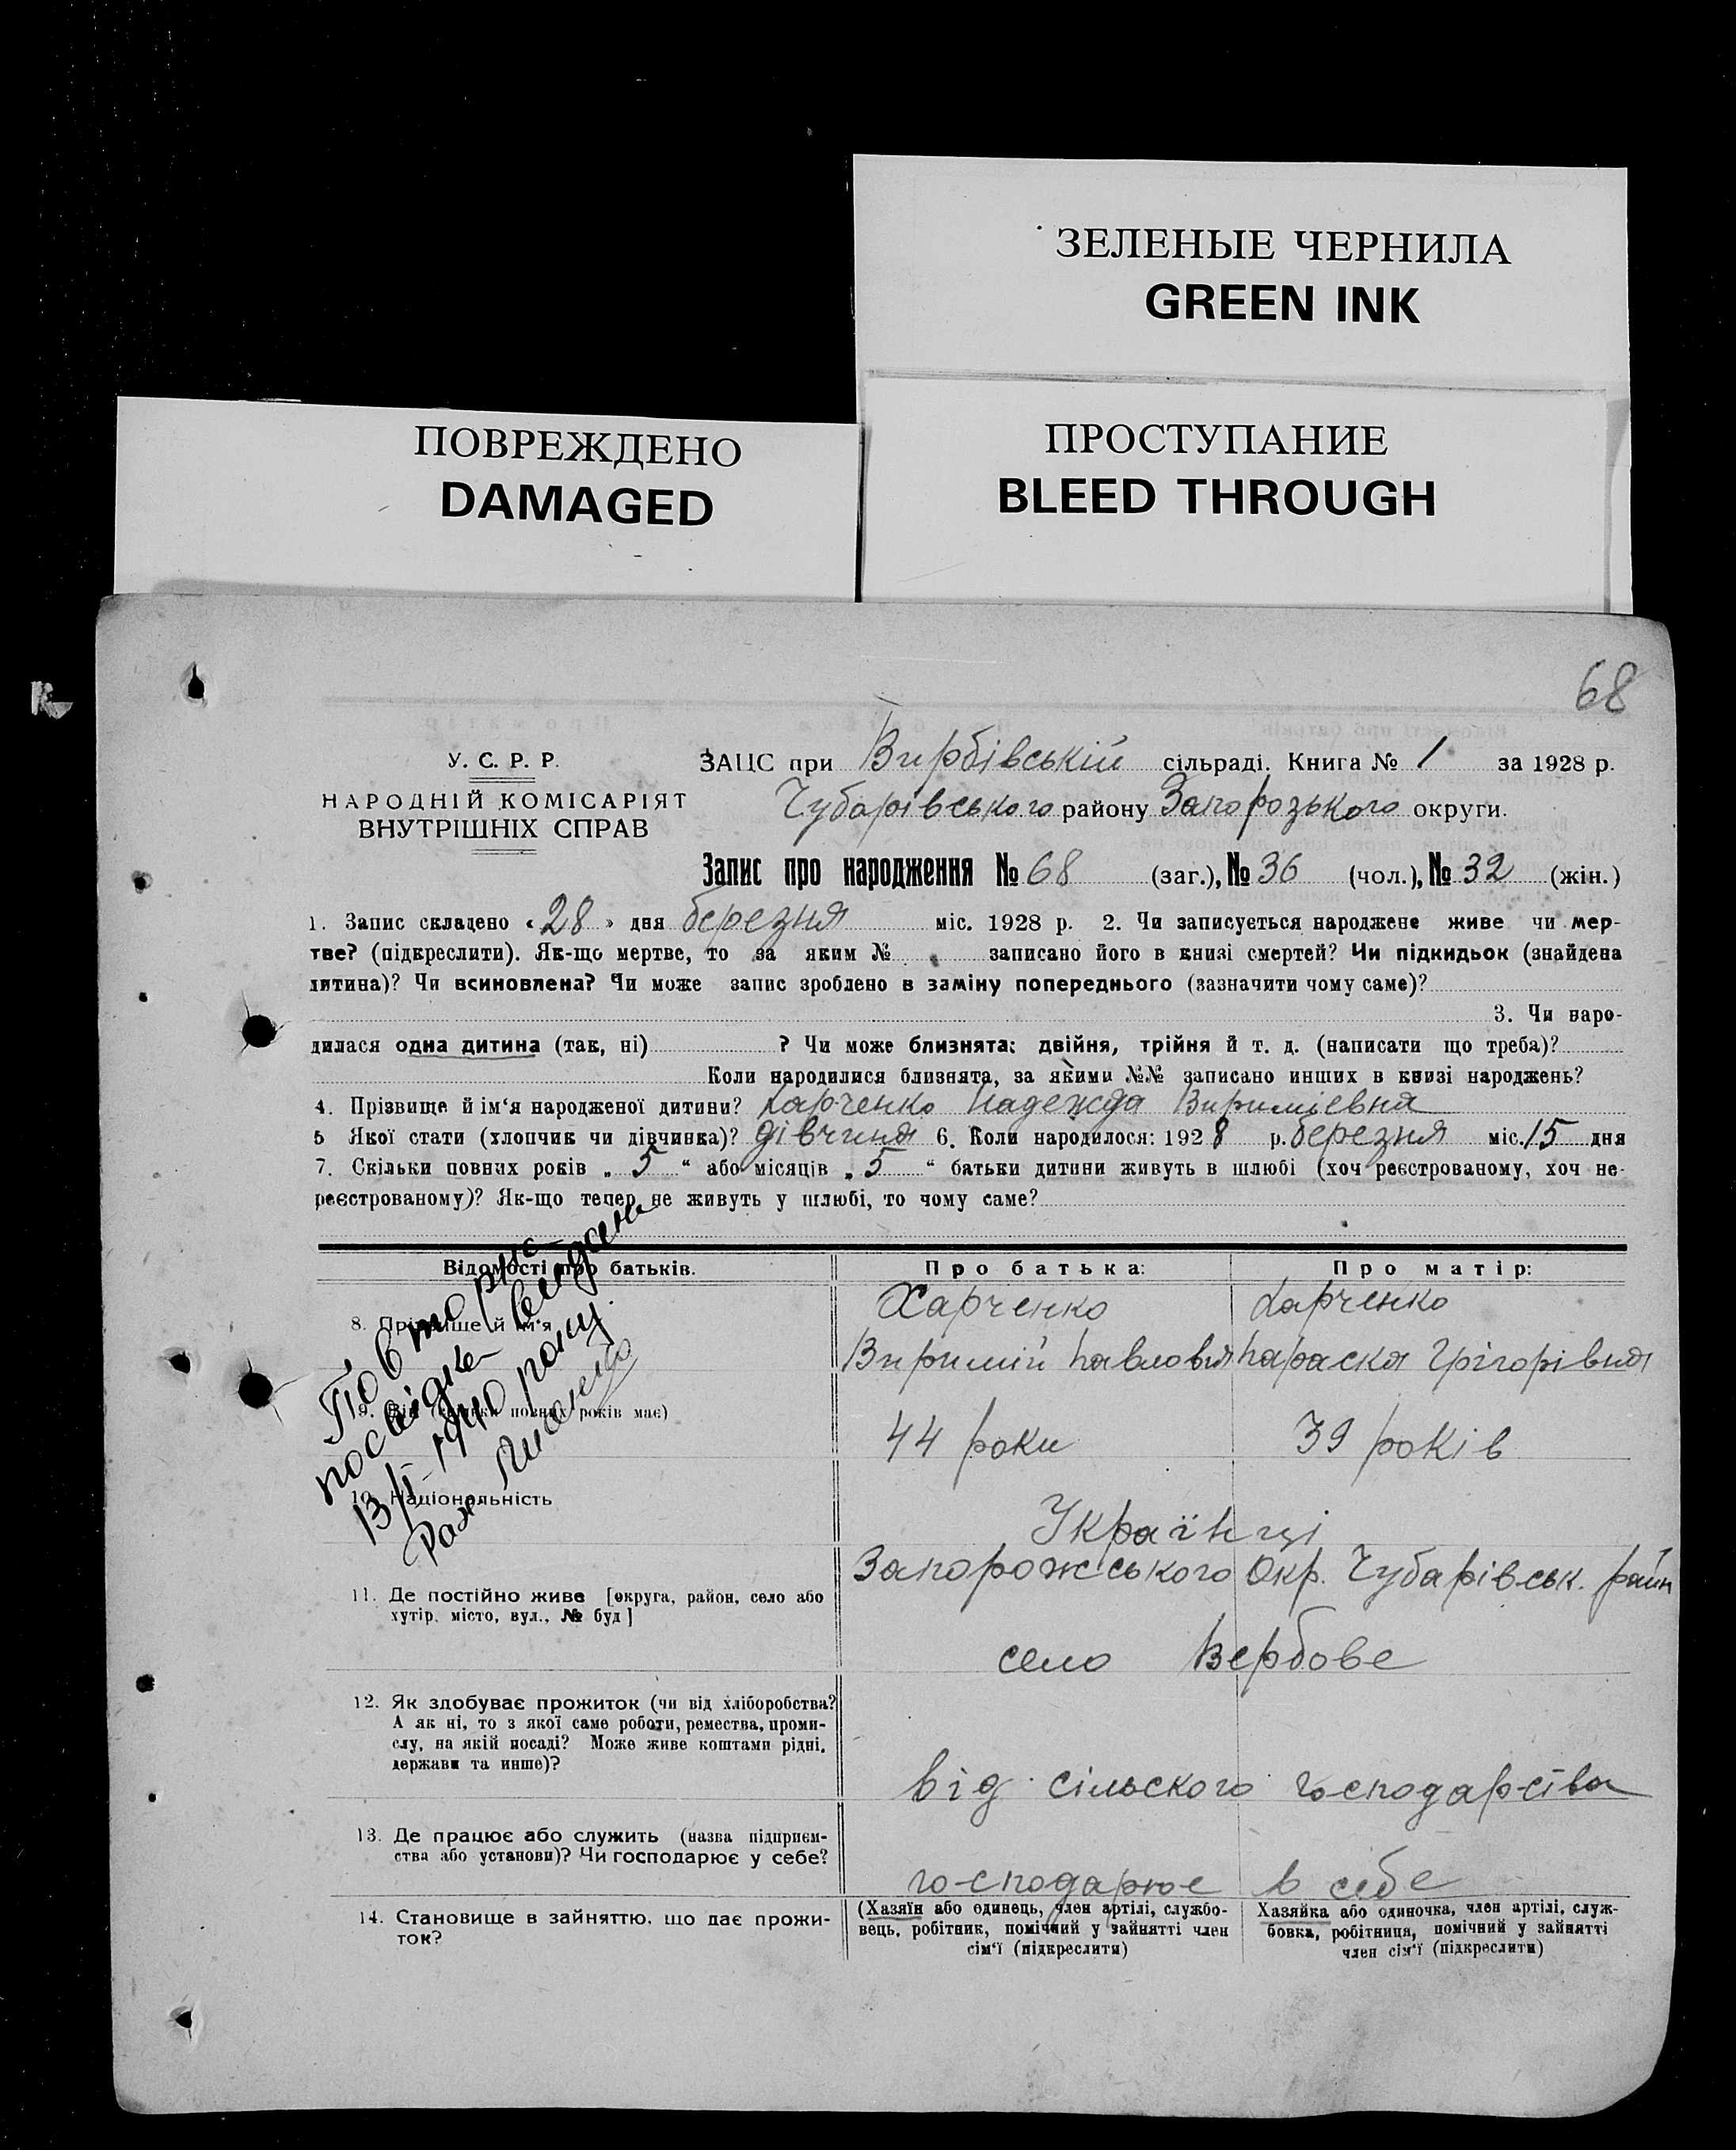 ЗЕЛЕНЫЕ ЧЕРНИЛА
GREEN INK
ПОВРЕЖДЕНО
DAMAGED
ПРОСТУПАНИЕ
BLEED THROUGH
68
У. С. Р. Р.
НАРОДНІЙ КОМІСАРІЯТ
ВНУТРІШНІХ СПРАВ
ЗАЦС при Вирбівській сільраді. Книга № 1 за 1928 р.
Чубарівського району Запорозького округи.
Запис про народження № 68 (заг.), № 36 (чол.), № 32 (жін.)
1. Запис складено «28» дня березня міс. 1928 р. 2. Чи записується народжене живе чи мер-
тве? (підкреслити). Як-що мертве, то за яким № записано його в книзі смертей? Чи підкидьок (знайдена
дитина)? Чи всиновлена? Чи може запис зроблено в заміну попереднього (зазначити чому саме)?
3. Чи наро-
дилася одна дитина (так, ні) ? Чи може близнята: двійня, трійня й т. д. (написати що треба)?
Коли народилися близнята, за якими №№ записано инших в книзі народжень?
4. Прізвище й ім'я народженої дитини? Харченко Надежда Виримієвна
5 Якої стати (хлопчик чи дівчинка)? дівчина 6. Коли народилося: 1928 р. березня міс. 15 дня
7. Скільки повних років „ 5 “ або місяців „ 5 “ батьки дитини живуть в шлюбі (хоч реєстрованому, хоч не-
реєстрованому)? Як-що тепер не живуть у шлюбі, то чому саме?
Відомості про батьків. Про батька: Про матір:
Повторне
посвідче- видане
13/І-1940 року.
8. Прізвище й ім'я
Харченко Харченко
Виримій Павловия Параска Грігорівна
9. Вік (скільки повних років має)
44 роки 39 років
10. Національність
Українці
11. Де постійно живе [округа, район, село або
хутір, місто, вул., № буд]
Запорожського Окр. Чубарівськ. район
село Вербове
12. Як здобуває прожиток (чи від хліборобства?
А як ні, то з якої саме роботи, ремества, проми-
слу, на якій посаді? Може живе коштами рідні,
держави та инше)?
від сільского господарства
13. Де працює або служить (назва підприєм-
ства або установи)? Чи господарює у себе?
господарює в себе
14. Становище в зайняттю, що дає прожи-
ток?
(Хазяїн або одинець, член артілі, службо-
вець, робітник, помічний у зайнятті член
сім'ї (підкреслити)
Хазяйка або одиночка, член артілі, служ-
бовка, робітниця, помічний у зайнятті
член сім'ї (підкреслити)